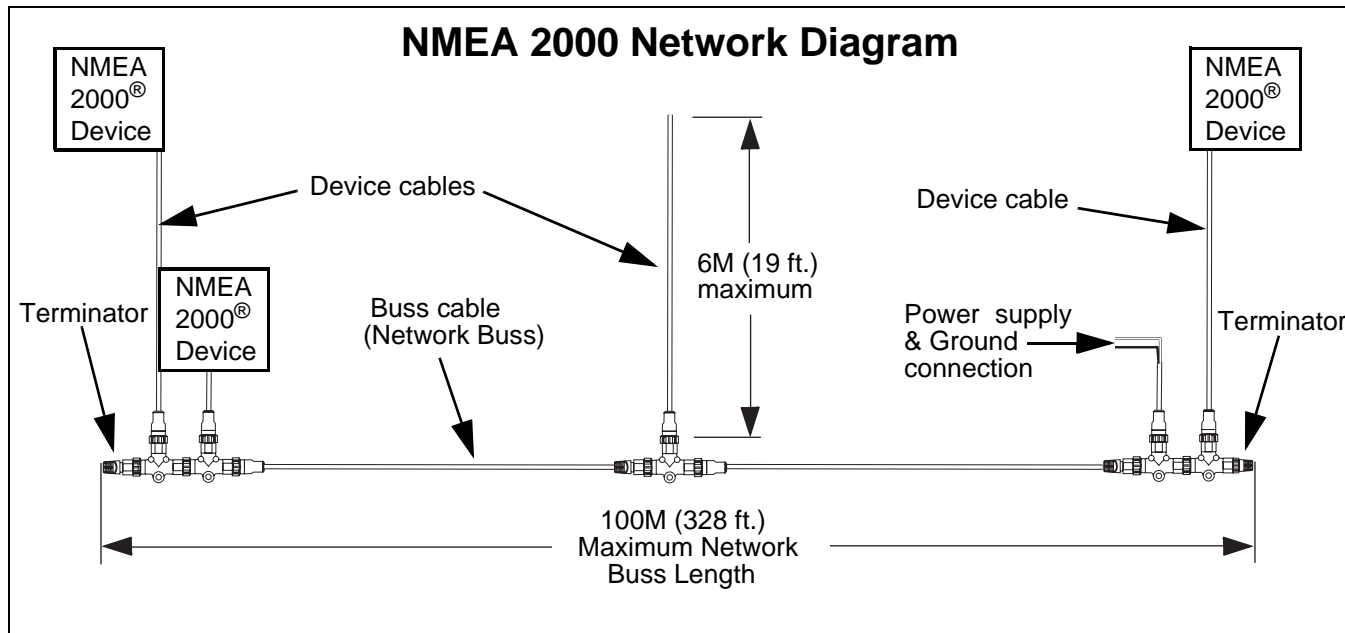 NMEA 2000 Network Diagram
NMEA
2000®
Device
NMEA
2000®
Device
Device cables
Device cable
6M (19 ft.)
maximum
NMEA
2000®
Device
Terminator
Buss cable
(Network Buss)
Power supply
& Ground
connection
Terminator
100M (328 ft.)
Maximum Network
Buss Length